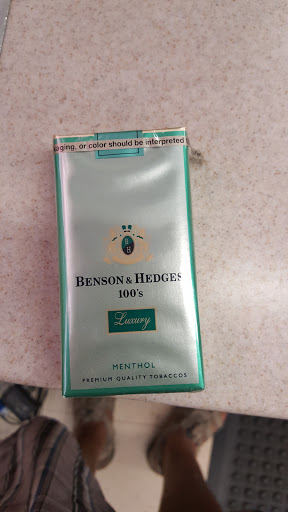 aging, or color should be interpreted
B
H
BENSON & HEDGES
100's
Luxury
MENTHOL
PREMIUM QUALITY TOBACCOS